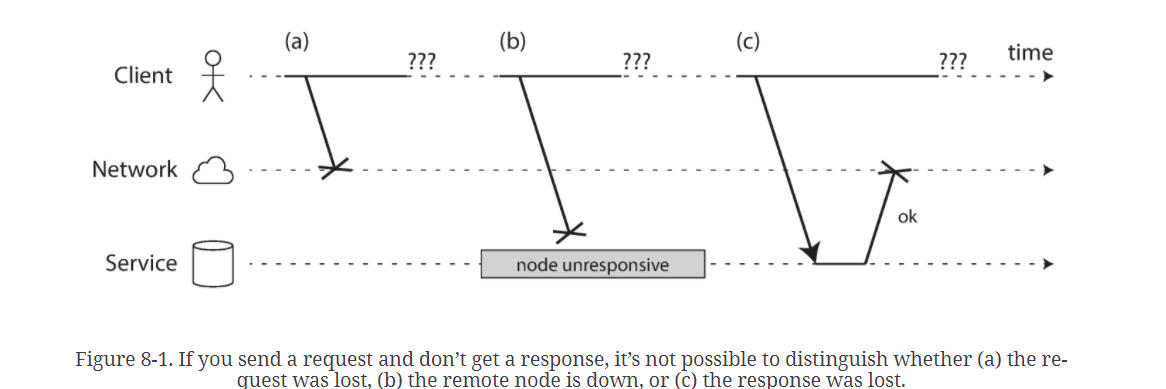 (a) (b) (c)
??? ??? ??? time
Client
Network
ok
Service node unresponsive
Figure 8-1. If you send a request and don’t get a response, it’s not possible to distinguish whether (a) the re-
quest was lost, (b) the remote node is down, or (c) the response was lost.